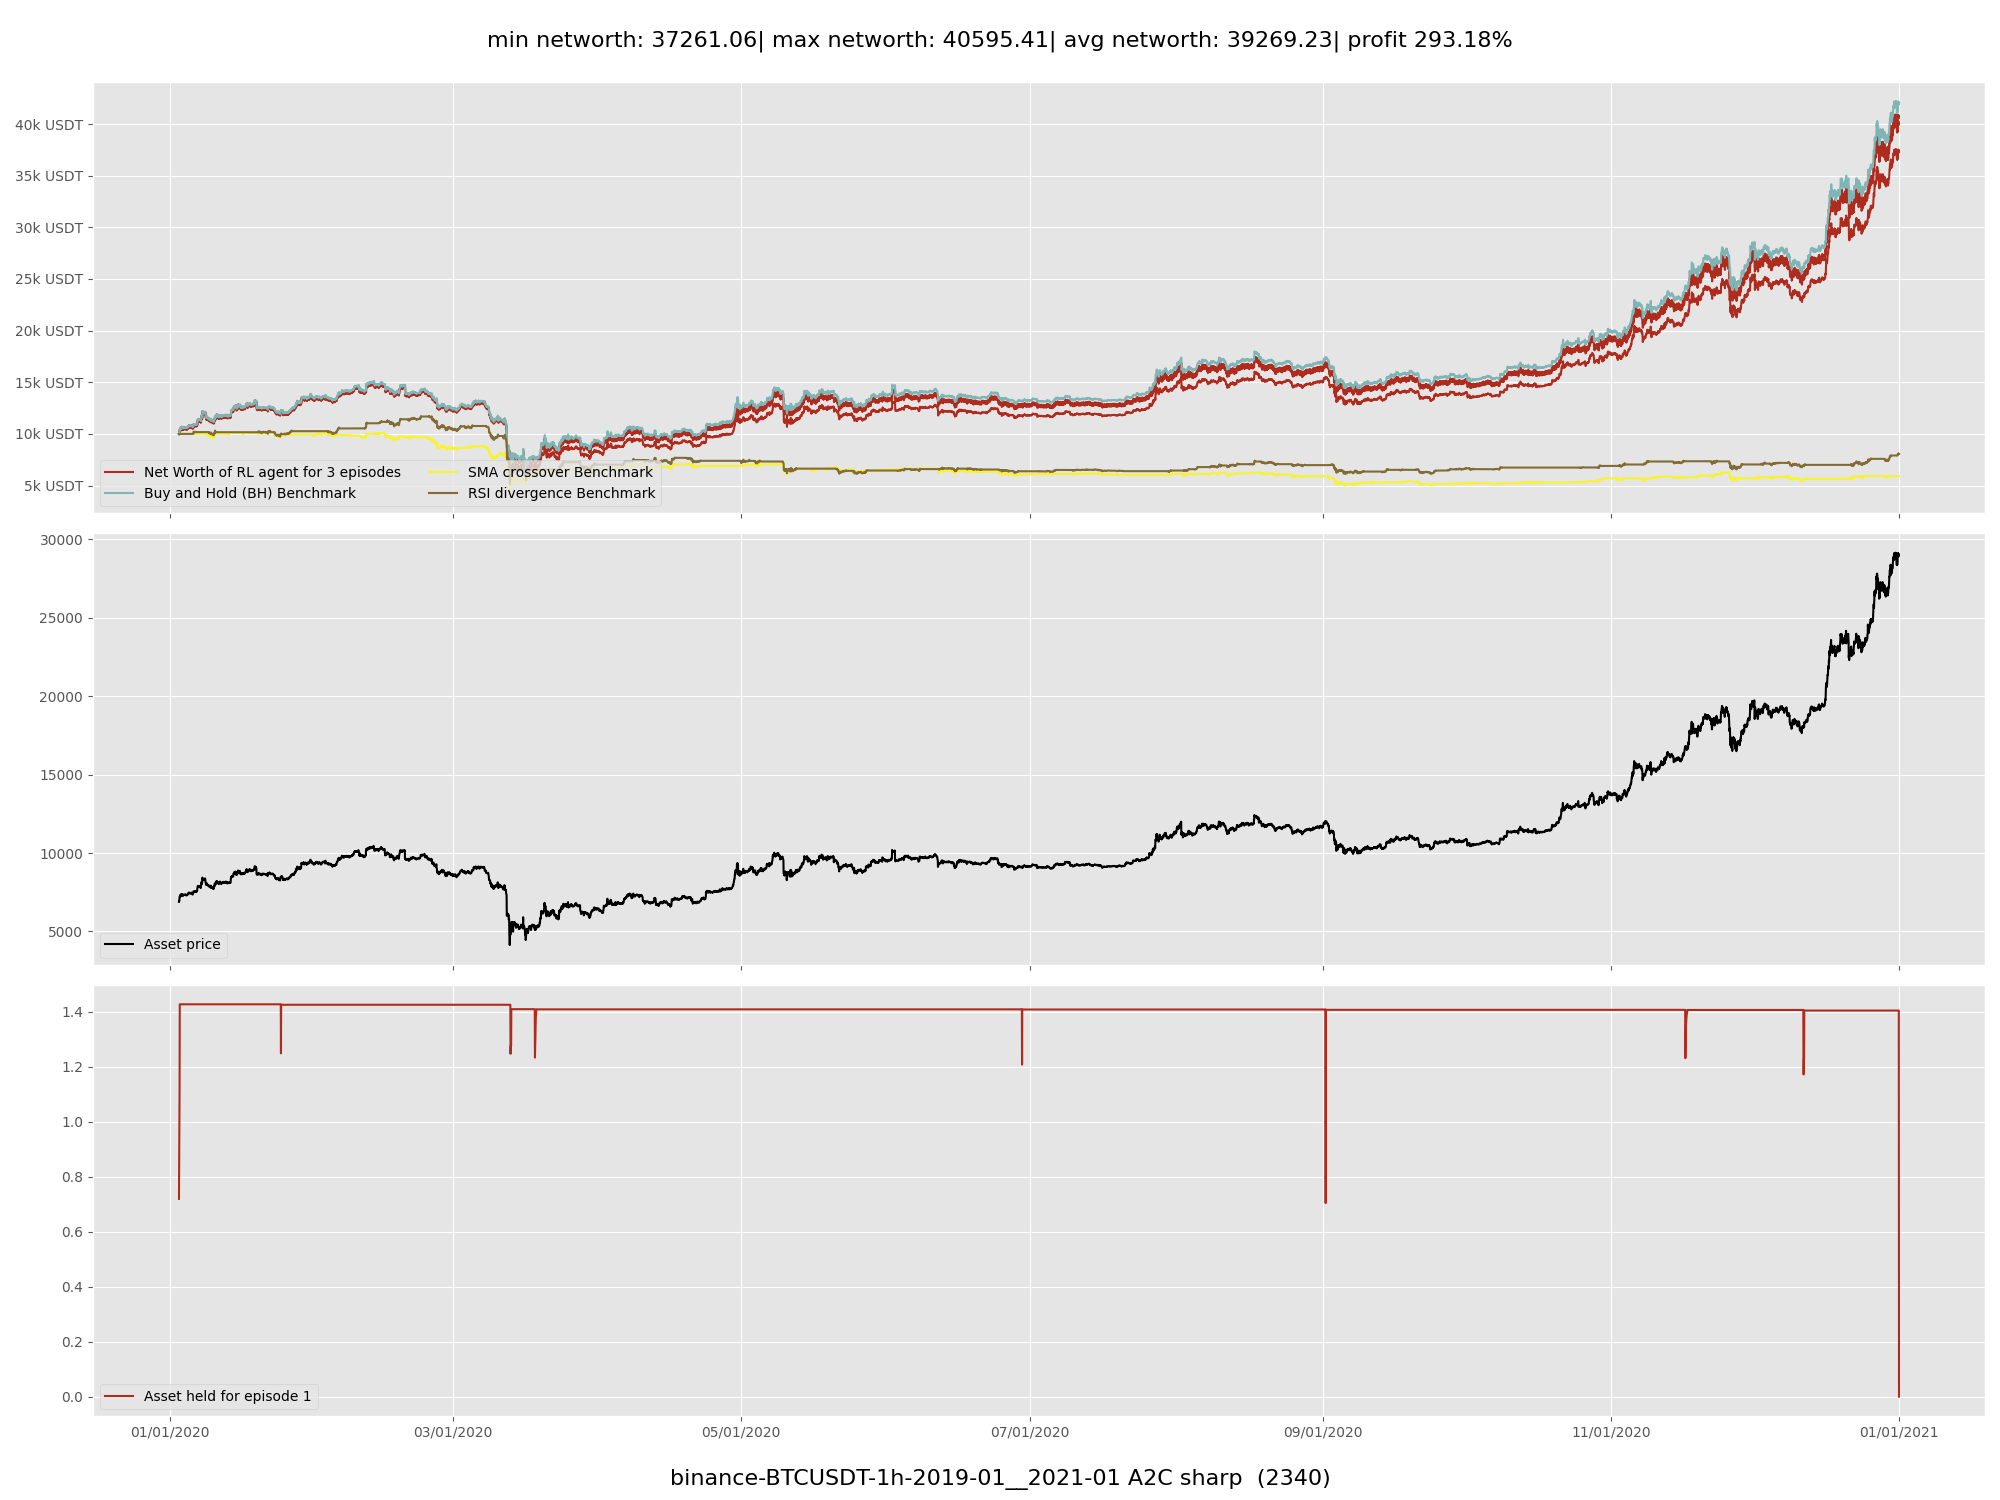 min networth: 37261.06| max networth: 40595.41| avg networth: 39269.23| profit 293.18%
40k USDT
35k USDT
30k USDT
25k USDT
20k USDT
15k USDT
10k USDT
5k USDT
Net Worth of RL agent for 3 episodes
Buy and Hold (BH) Benchmark
SMA crossover Benchmark
RSI divergence Benchmark
30000
25000
20000
15000
10000
5000
Asset price
1.4
1.2
1.0
0.8
0.6
0.4
0.2
0.0
Asset held for episode 1
01/01/2020
03/01/2020
05/01/2020
07/01/2020
09/01/2020
11/01/2020
01/01/2021
binance-BTCUSDT-1h-2019-01__2021-01 A2C sharp  (2340)